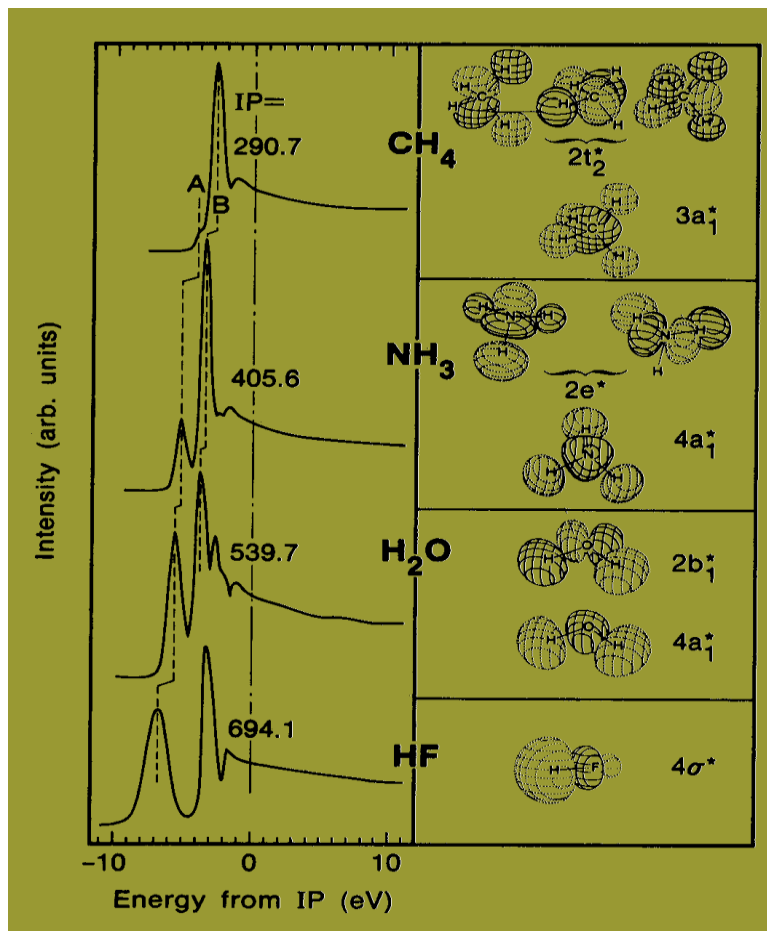 Intensity (arb. units)
IP=
290.7
A
B
405.6
539.7
694.1
-10
0
10
Energy from IP (eV)
CH₄
H
H
C
H
H
H
C
H
H
H
H
C
H
H
2t₂*
H
H
C
H
H
3a₁*
NH₃
H
N
H
H
H
N
H
H
2e*
H
N
H
H
4a₁*
H₂O
O
H
H
2b₁*
O
H
H
4a₁*
HF
H
F
4σ*